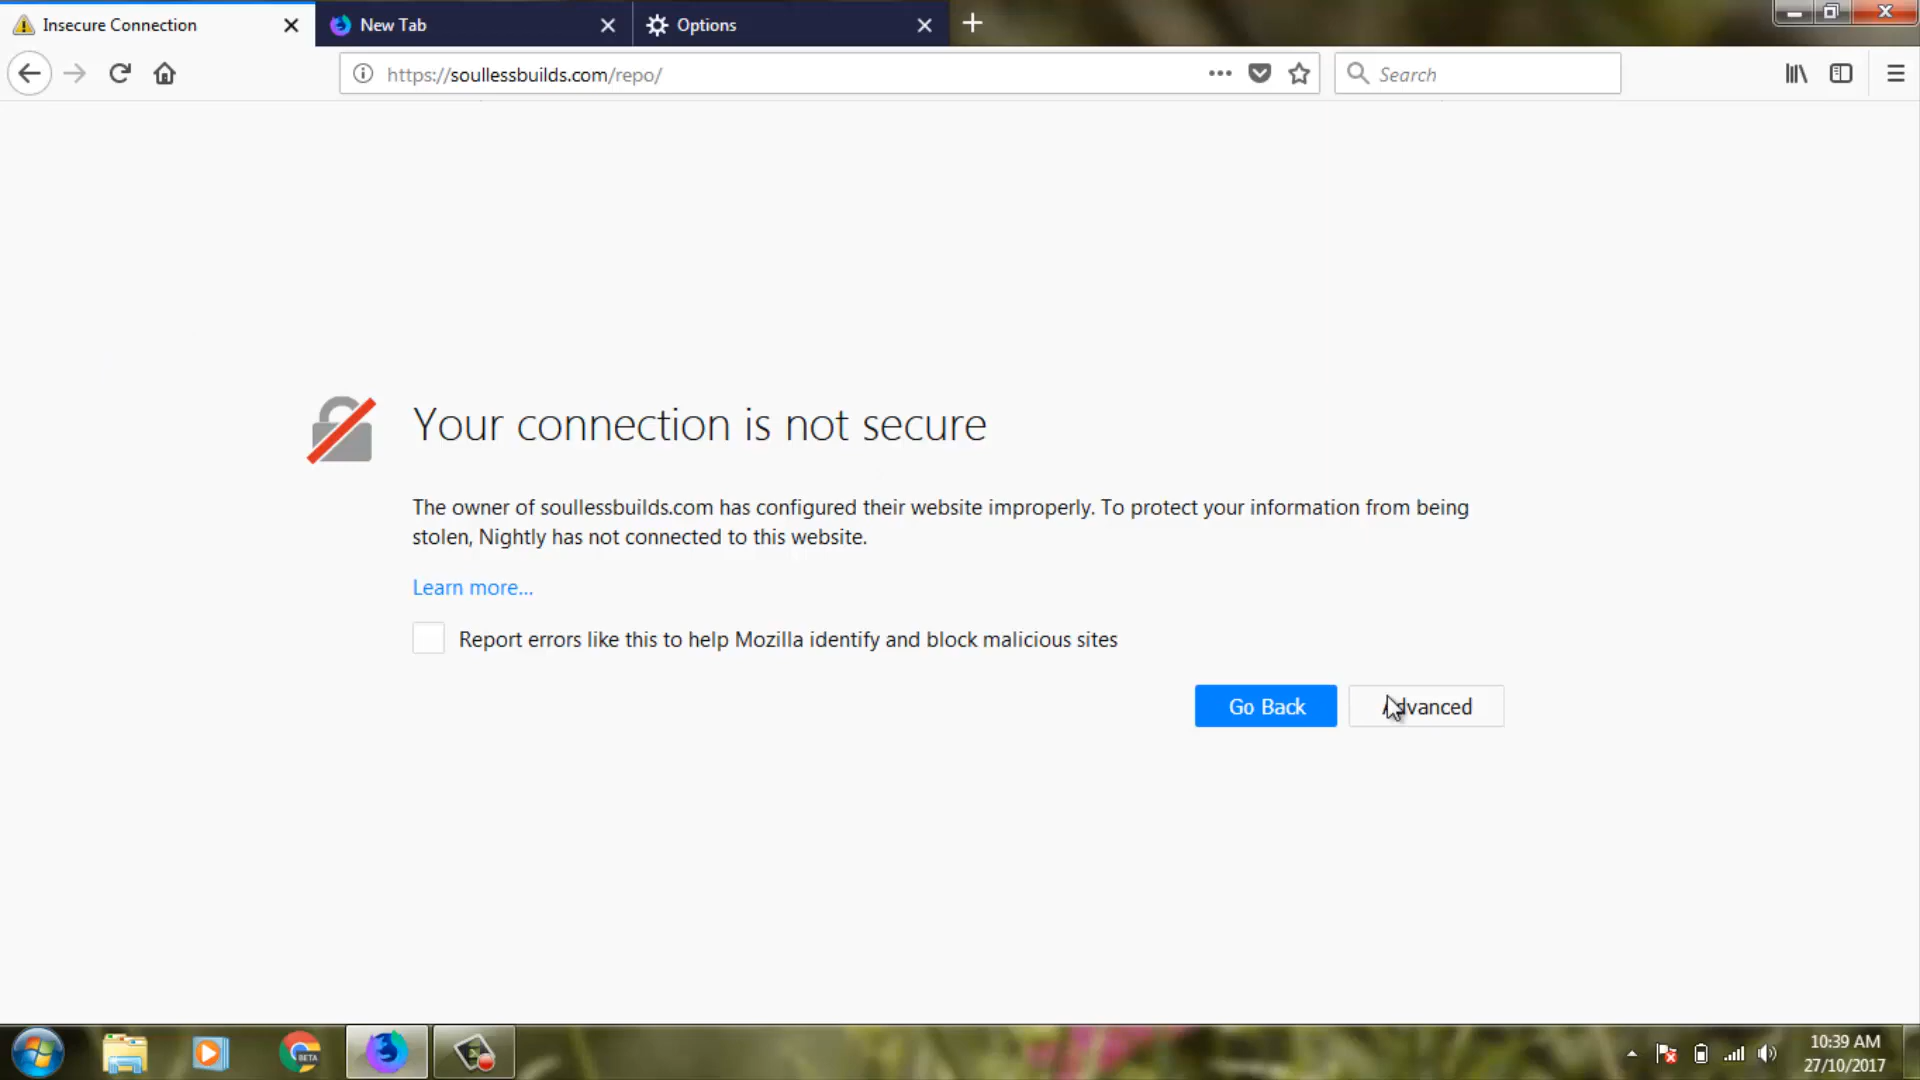 Insecure Connection
New Tab
Options
https://soullessbuilds.com/repo/
Search
Your connection is not secure
The owner of soullessbuilds.com has configured their website improperly. To protect your information from being
stolen, Nightly has not connected to this website.
Learn more...
Report errors like this to help Mozilla identify and block malicious sites
Go Back
Advanced
BETA
10:39 AM
27/10/2017